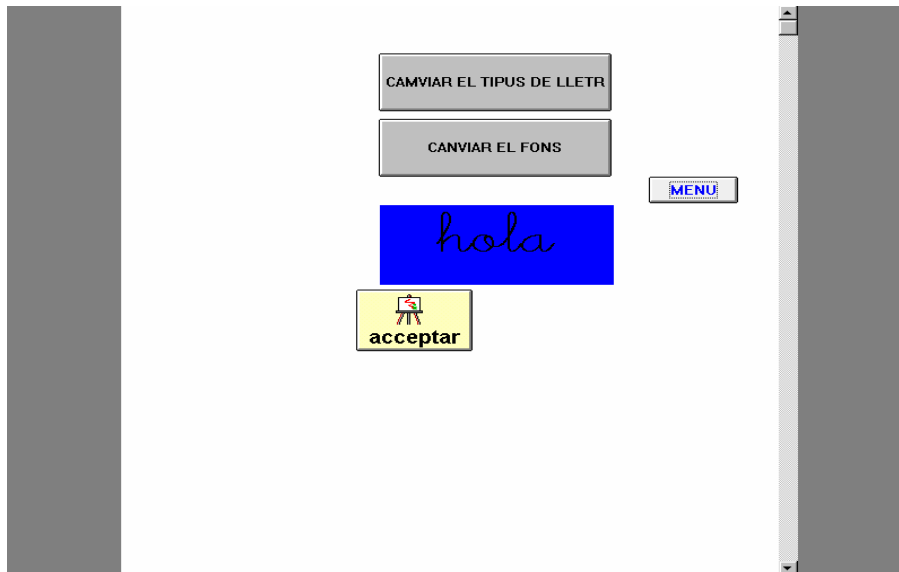 CAMVIAR EL TIPUS DE LLETR
CANVIAR EL FONS
MENU
hola
acceptar